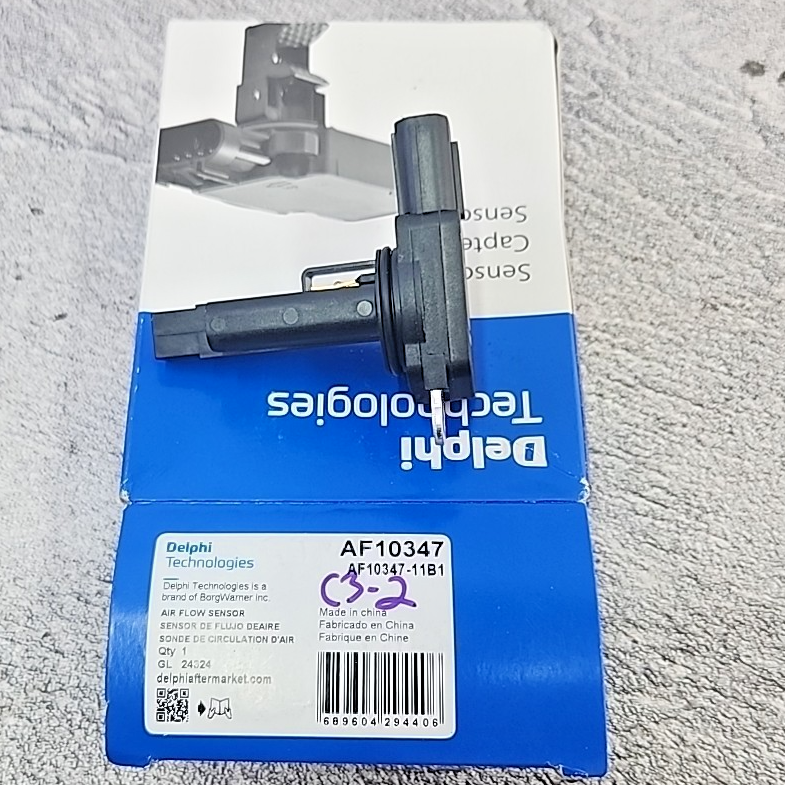 Senso
Capte
Senso
Technologies
Delphi
Delphi
Technologies
Delphi Technologies is a
brand of BorgWarner Inc.
AIR FLOW SENSOR
SENSOR DE FLUJO DEAIRE
SONDE DE CIRCULATION D'AIR
Qty 1
GL 24324
delphiaftermarket.com
AF10347
AF10347-11B1
C3-2
Made in china
Fabricado en China
Fabrique en Chine
689604 294406